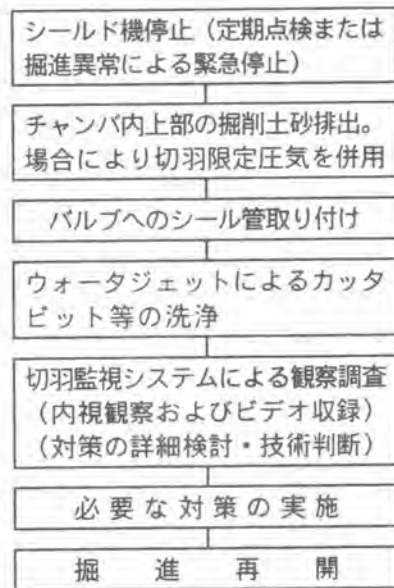 シールド機停止（定期点検または
掘進異常による緊急停止）
チャンバ内上部の掘削土砂排出。
場合により切羽限定圧気を併用
バルブへのシール管取り付け
ウォータジェットによるカッタ
ビット等の洗浄
切羽監視システムによる観察調査
（内視観察およびビデオ収録）
（対策の詳細検討・技術判断）
必要な対策の実施
掘進再開